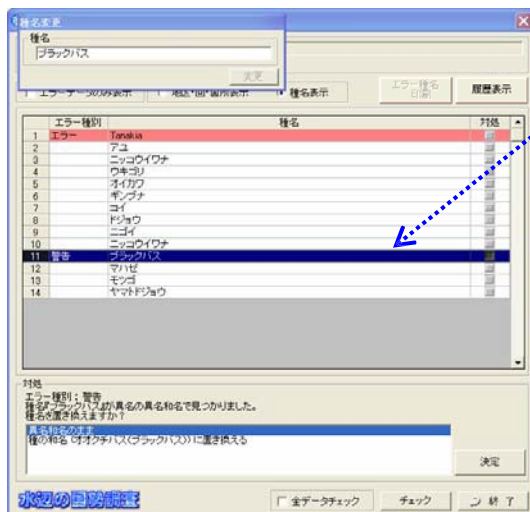 種名変更
種名
ブラックバス
変更
エラーデータのみ表示 地区・回・箇所表示 種名表示 エラー種名印刷 履歴表示
エラー種別 種名 対処
1 エラー Tanakia
2 アユ
3 ニッコウイワナ
4 ウキゴリ
5 オイカワ
6 ギンブナ
7 コイ
8 ドジョウ
9 ニゴイ
10 ニッコウイワナ
11 警告 ブラックバス
12 マハゼ
13 モツゴ
14 ヤマトドジョウ
対処
エラー種別:警告
種名『ブラックバス』が異名の異名和名で見つかりました。
種名を置き換えますか?
異名和名のまま
種の和名(オオクチバス(ブラックバス))に置き換える
決定
水辺の国勢調査 全データチェック チェック 終 了